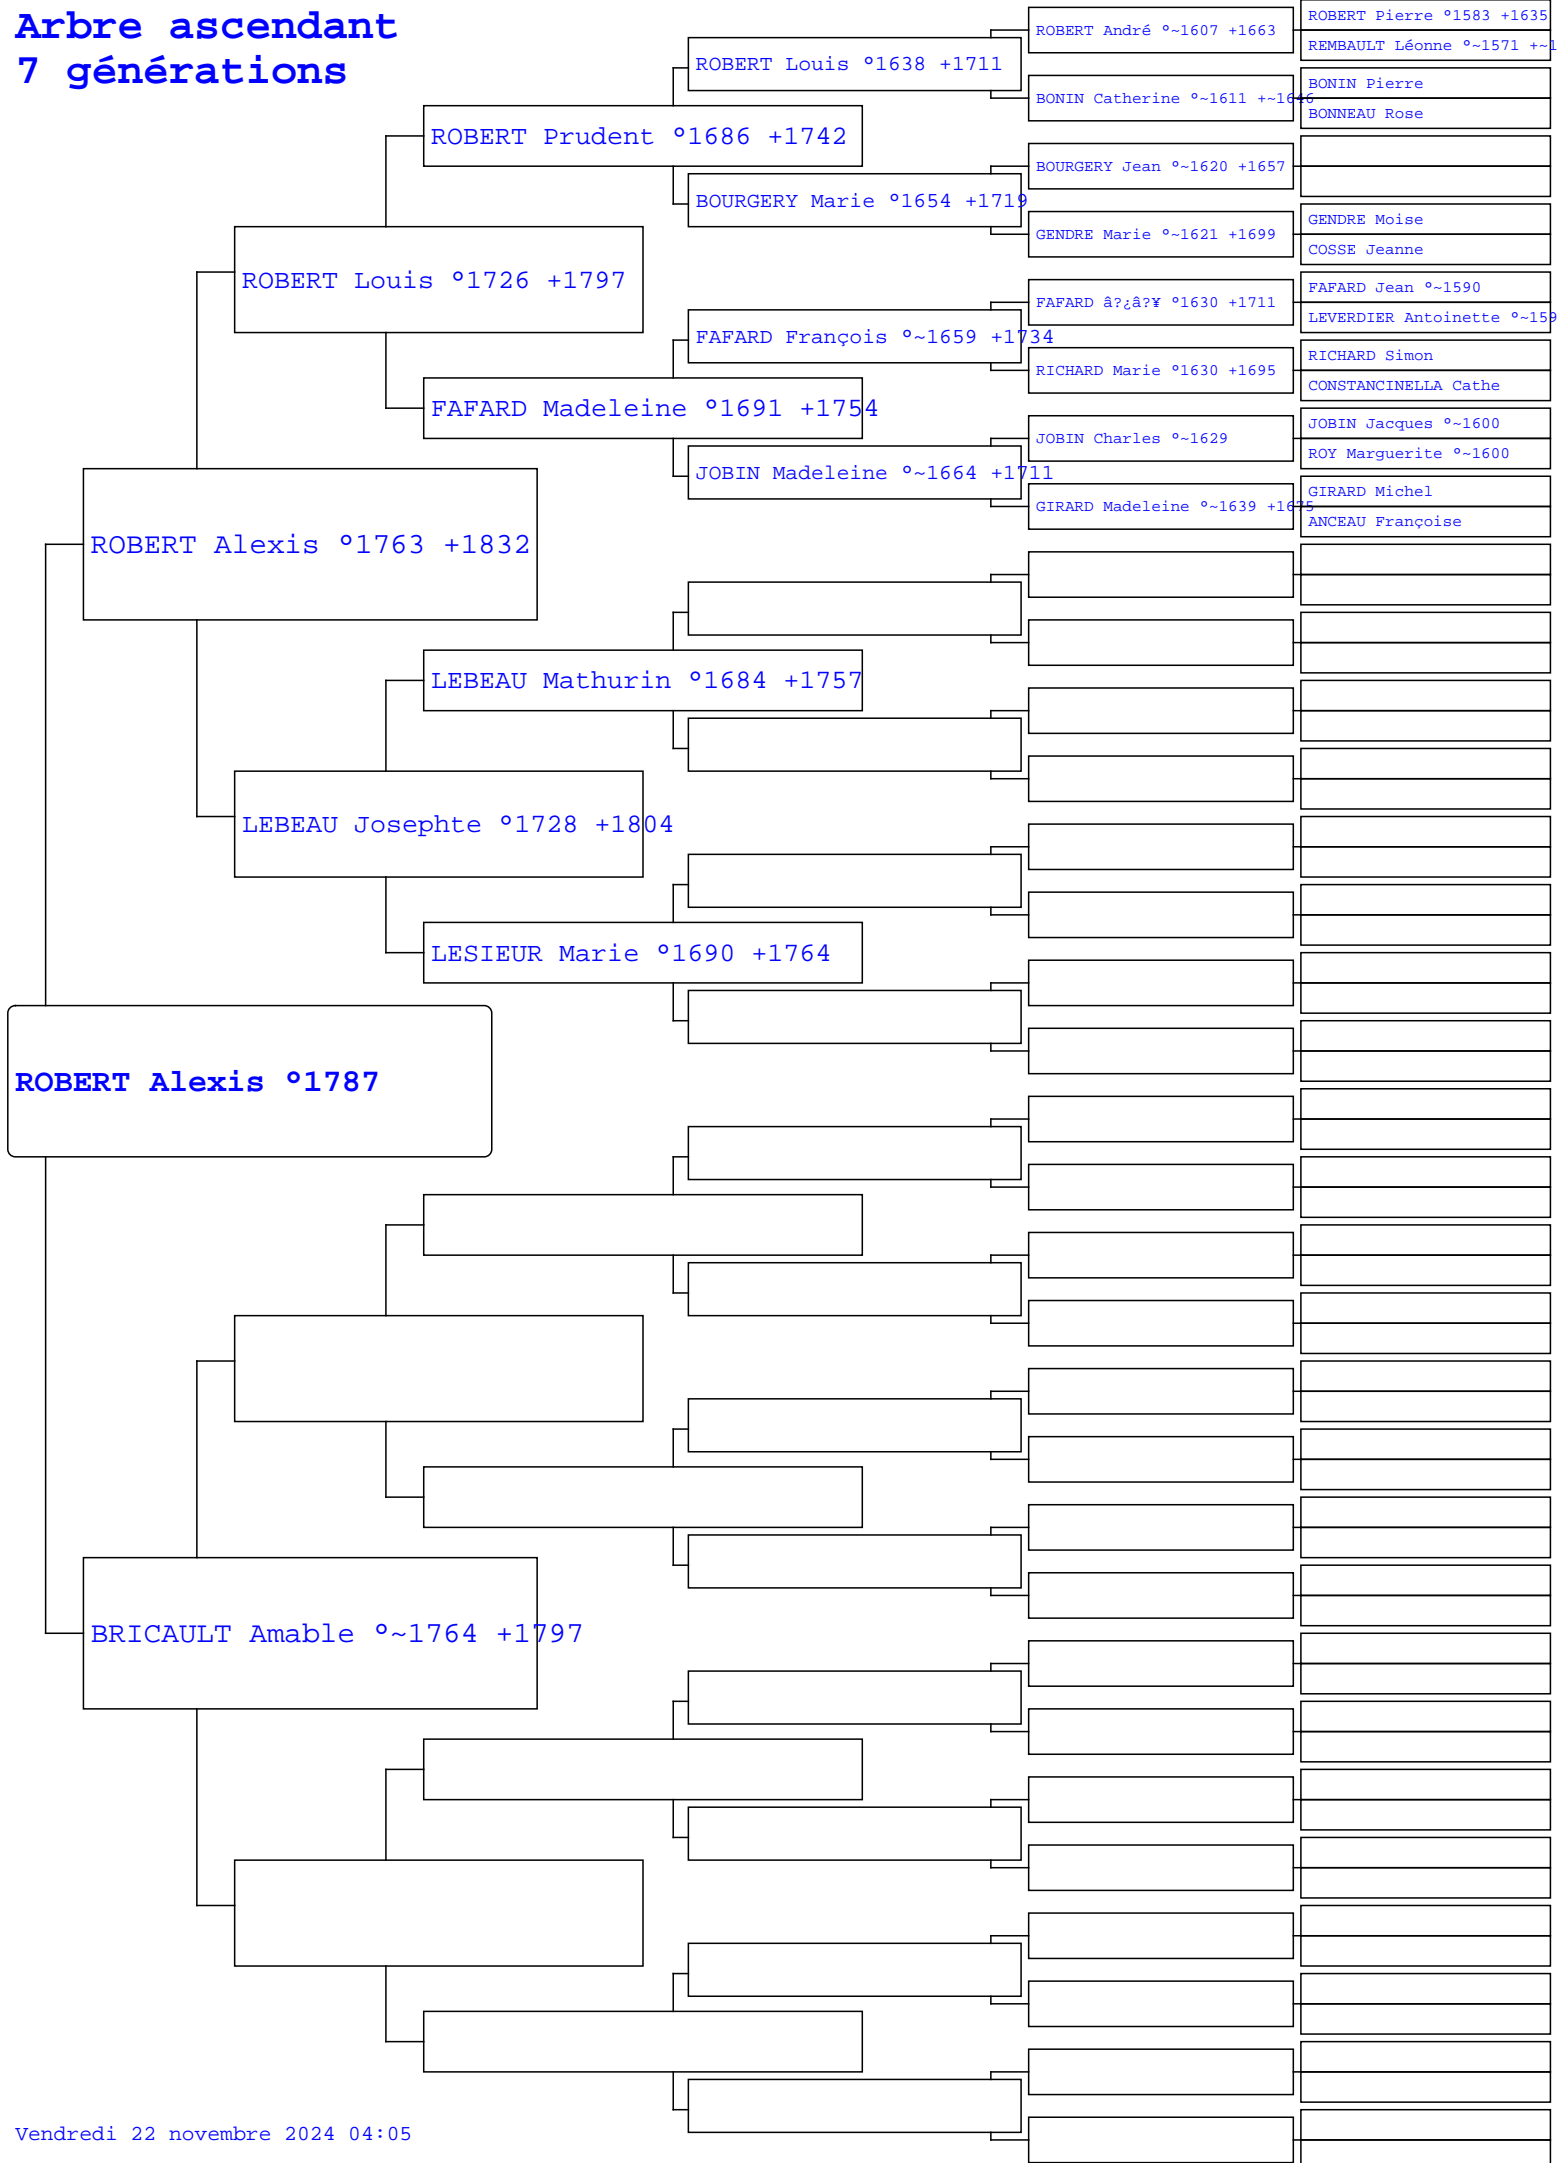 Arbre ascendant
7 générations
ROBERT Pierre °1583 +1635
ROBERT André °~1607 +1663
REMBAULT Léonne °~1571 +~1
ROBERT Louis °1638 +1711
BONIN Pierre
BONIN Catherine °~1611 +~1646
BONNEAU Rose
ROBERT Prudent °1686 +1742
BOURGERY Jean °~1620 +1657
BOURGERY Marie °1654 +1719
GENDRE Moise
GENDRE Marie °~1621 +1699
COSSE Jeanne
ROBERT Louis °1726 +1797
FAFARD Jean °~1590
FAFARD â?¿â?¥ °1630 +1711
LEVERDIER Antoinette °~159
FAFARD François °~1659 +1734
RICHARD Simon
RICHARD Marie °1630 +1695
CONSTANCINELLA Cathe
FAFARD Madeleine °1691 +1754
JOBIN Jacques °~1600
JOBIN Charles °~1629
ROY Marguerite °~1600
JOBIN Madeleine °~1664 +1711
GIRARD Michel
GIRARD Madeleine °~1639 +1675
ANCEAU Françoise
ROBERT Alexis °1763 +1832
LEBEAU Mathurin °1684 +1757
LEBEAU Josephte °1728 +1804
LESIEUR Marie °1690 +1764
ROBERT Alexis °1787
BRICAULT Amable °~1764 +1797
Vendredi 22 novembre 2024 04:05